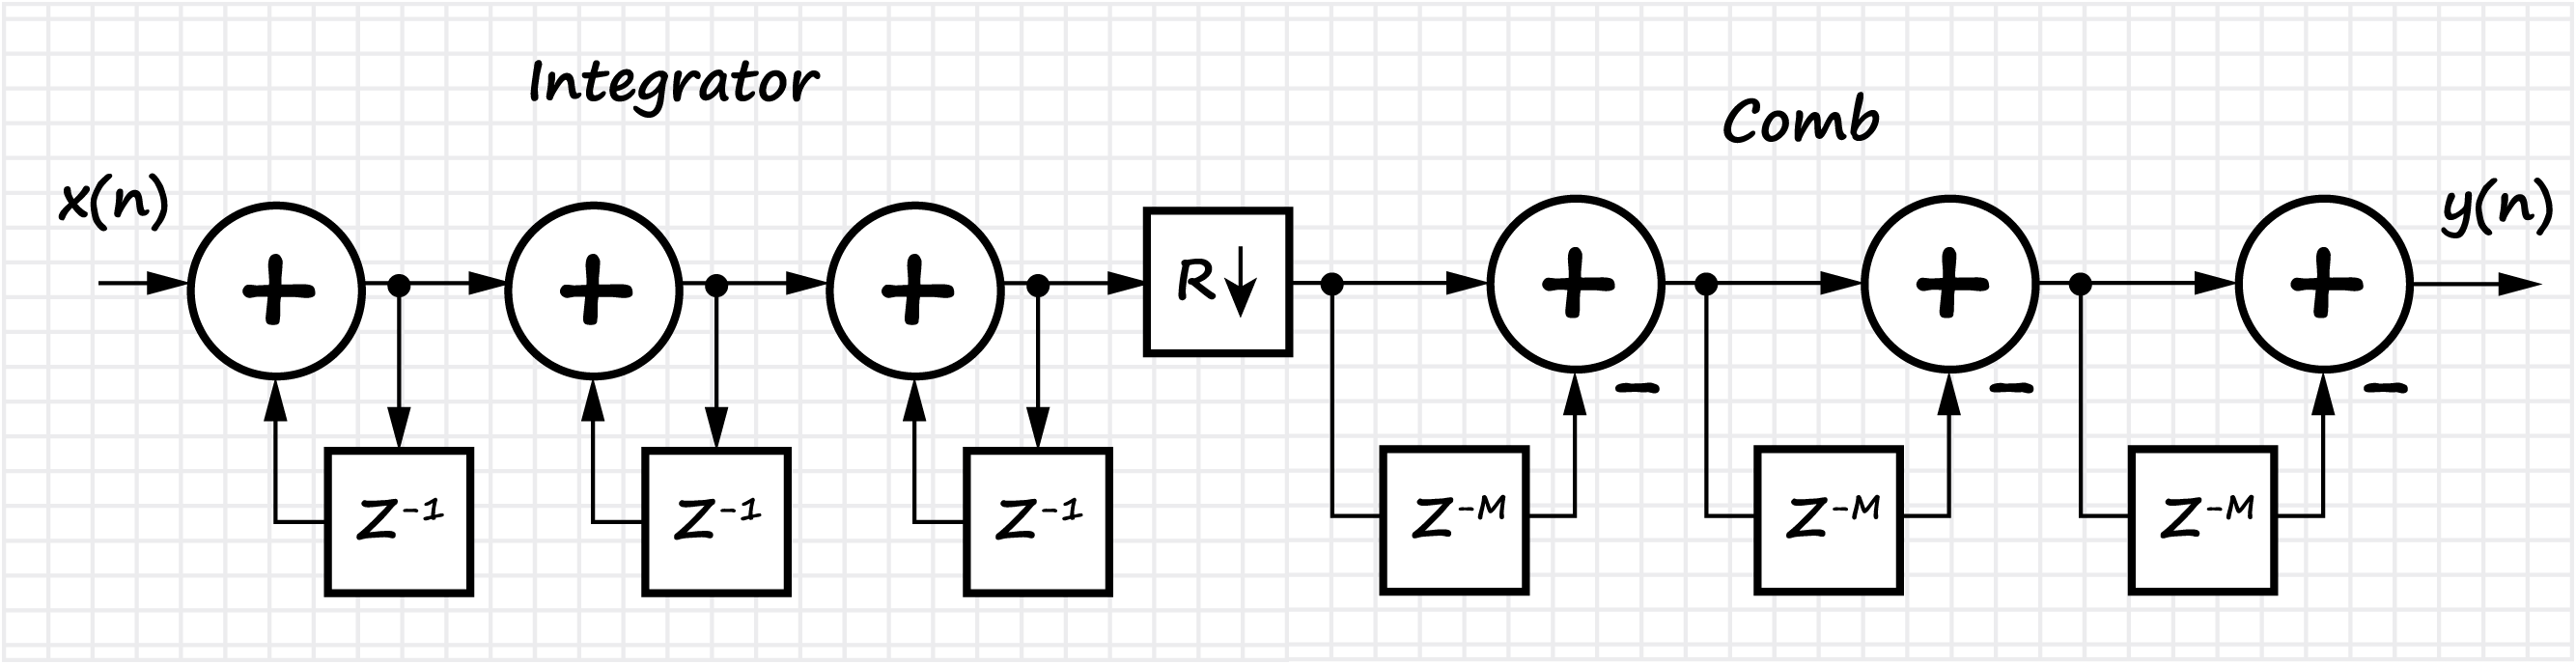 Integrator
Comb
x(n)
y(n)
+
+
+
R↓
+
+
+
−
−
−
z⁻¹
z⁻¹
z⁻¹
z⁻ᴹ
z⁻ᴹ
z⁻ᴹ